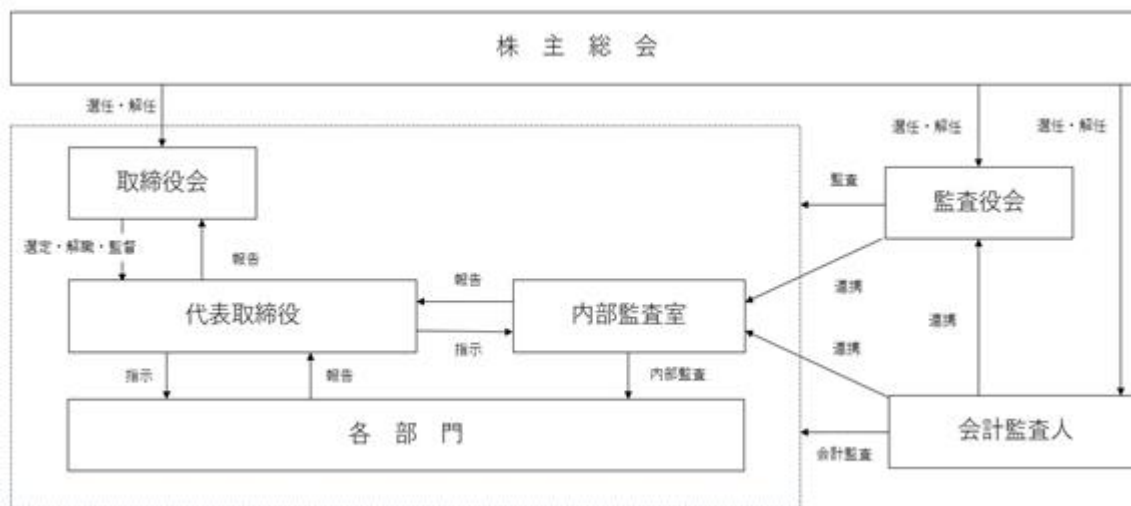 株 主 総 会
選任・解任
選任・解任
選任・解任
取締役会
監査
監査役会
選定・解職・監督
報告
報告
連携
代表取締役
内部監査室
指示
連携
連携
指示
報告
内部監査
各 部 門
会計監査人
会計監査